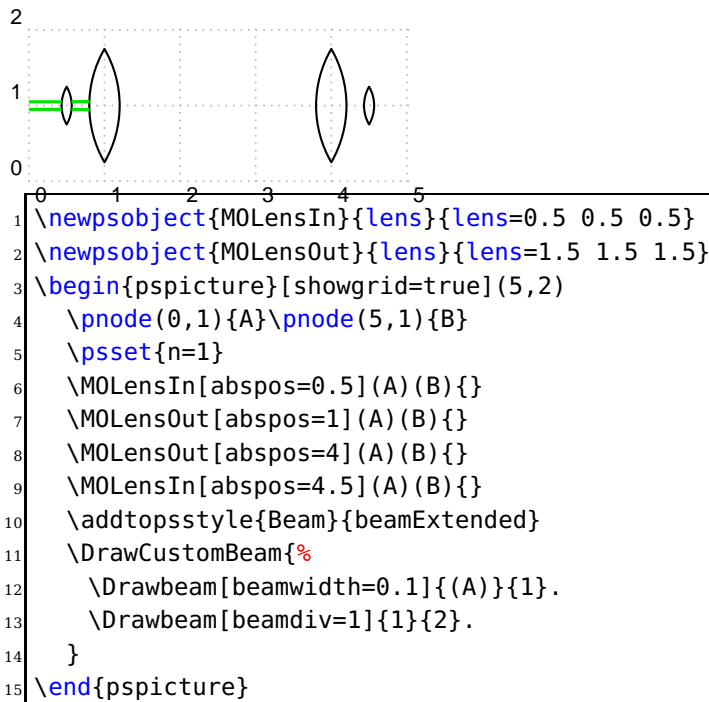 2
1
0
0 1 2 3 4 5
1 \newpsobject{MOLensIn}{lens}{lens=0.5 0.5 0.5}
2 \newpsobject{MOLensOut}{lens}{lens=1.5 1.5 1.5}
3 \begin{pspicture}[showgrid=true](5,2)
4   \pnode(0,1){A}\pnode(5,1){B}
5   \psset{n=1}
6   \MOLensIn[abspos=0.5](A)(B){}
7   \MOLensOut[abspos=1](A)(B){}
8   \MOLensOut[abspos=4](A)(B){}
9   \MOLensIn[abspos=4.5](A)(B){}
10   \addtopsstyle{Beam}{beamExtended}
11   \DrawCustomBeam{%
12    \Drawbeam[beamwidth=0.1]{(A)}{1}.
13    \Drawbeam[beamdiv=1]{1}{2}.
14   }
15 \end{pspicture}